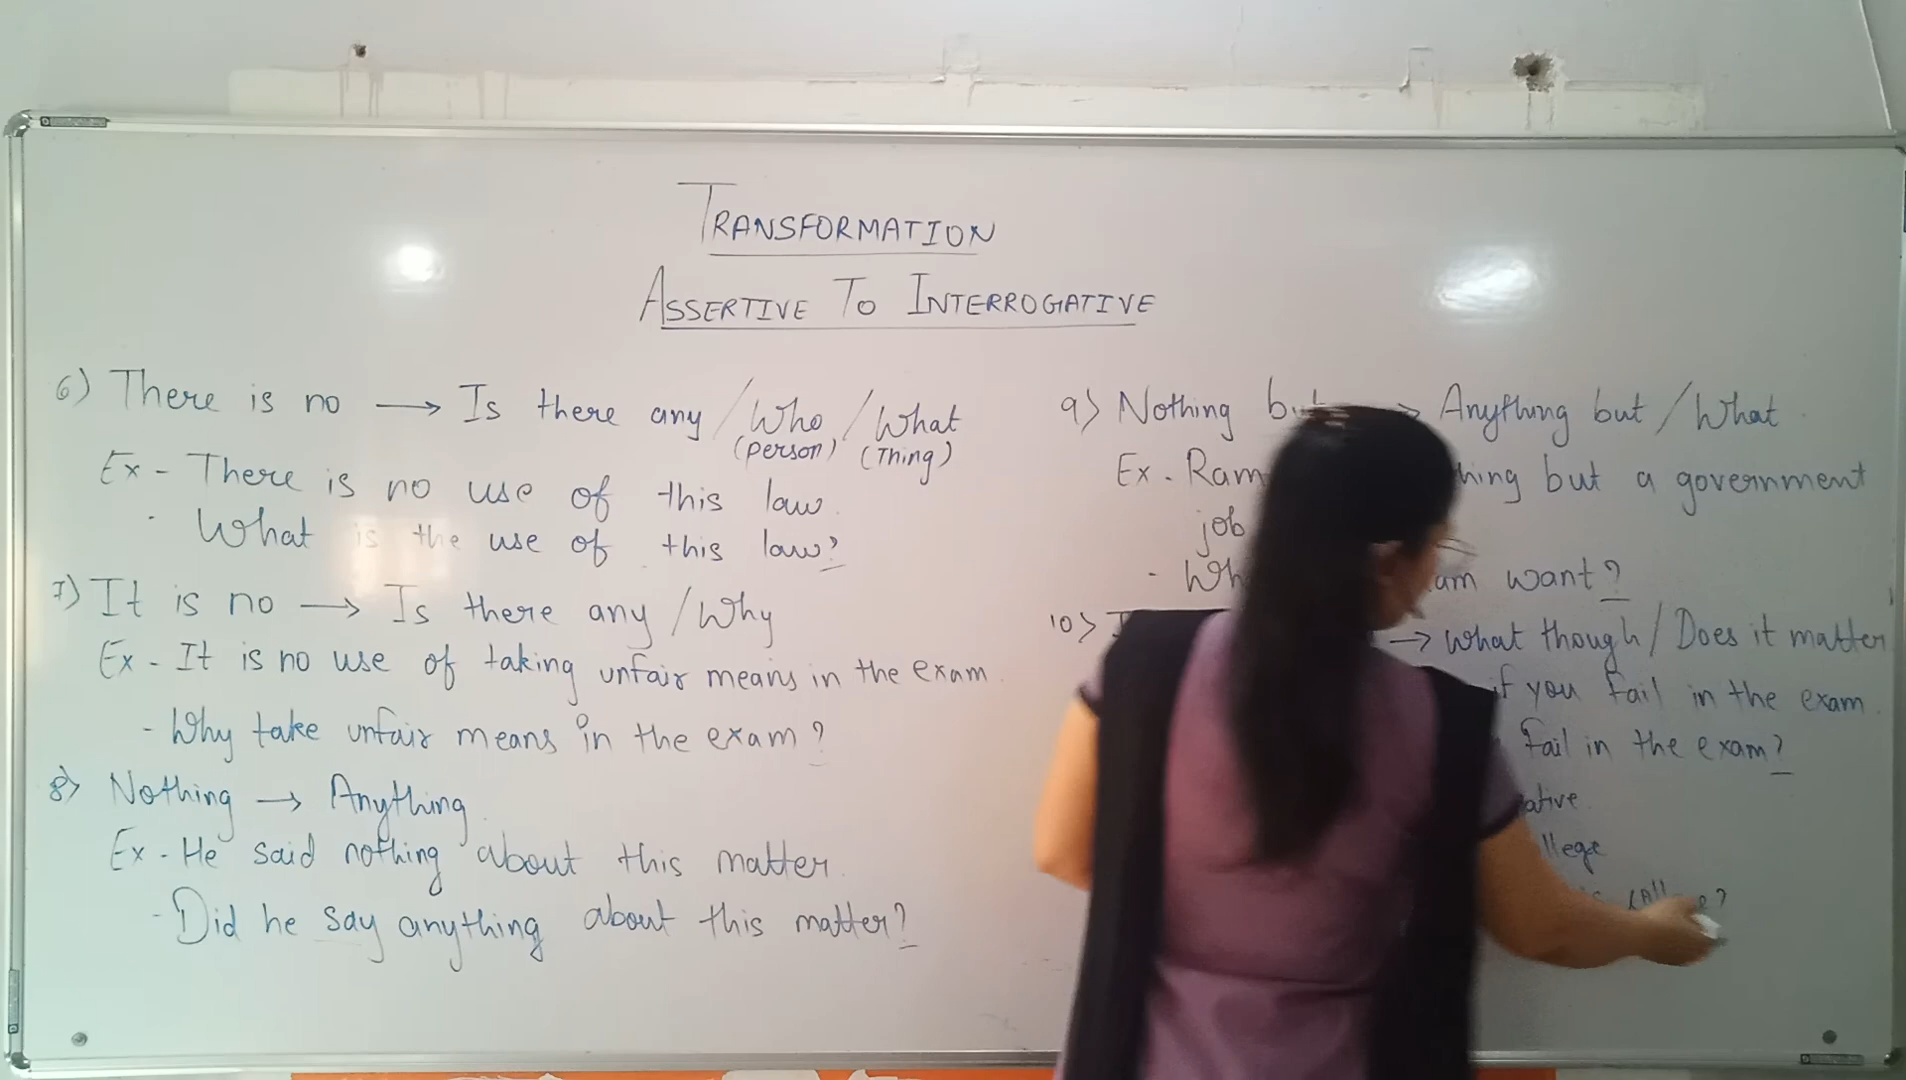 TRANSFORMATION
ASSERTIVE TO INTERROGATIVE
6) There is no → Is there any / Who / What
(person) (Thing)
Ex - There is no use of this law.
- What is the use of this law?
7) It is no → Is there any / Why
Ex - It is no use of taking unfair means in the exam.
- Why take unfair means in the exam?
8) Nothing → Anything.
Ex - He said nothing about this matter.
- Did he say anything about this matter?
9) Nothing → Anything but / What
Ex - Ram but a government
job
- want?
10) → What though / Does it matter
if you fail in the exam.
fail in the exam?